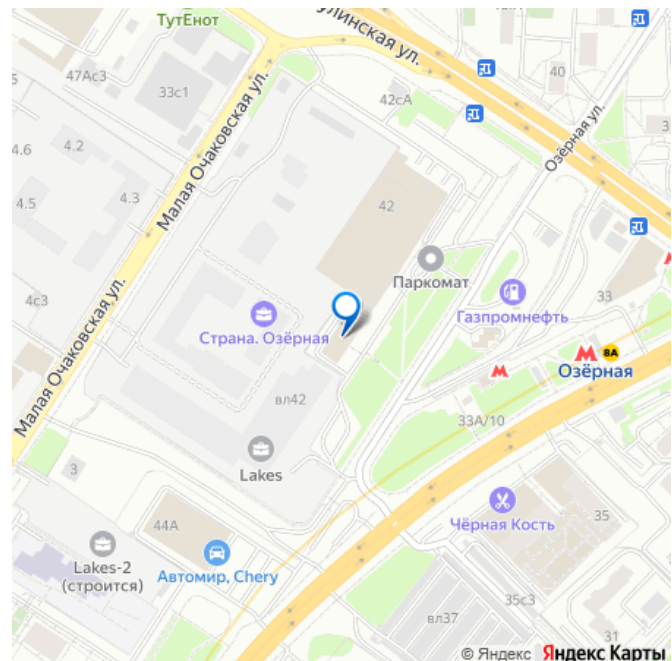 ТутЕнот
улинская ул.
47Ас3
33с1
40
42сА
Озёрная ул.
Малая Очаковская ул.
4.6
4.2
4.5
4.3
42
Паркомат
Газпромнефть
33
4с3
Страна. Озёрная
М
8А
Озёрная
Малая Очаковская ул.
вл42
33А/10
Lakes
3
Чёрная Кость
35
44А
Lakes-2
(строится)
Автомир, Chery
35с3
вл37
31
© Яндекс Яндекс Карты